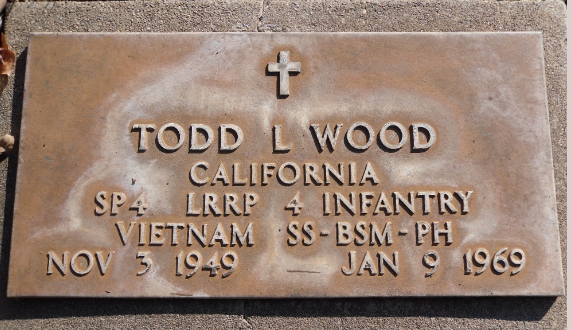 TODD L WOOD
CALIFORNIA
SP4 LRRP 4 INFANTRY
VIETNAM SS-BSM-PH
NOV 3 1949 JAN 9 1969